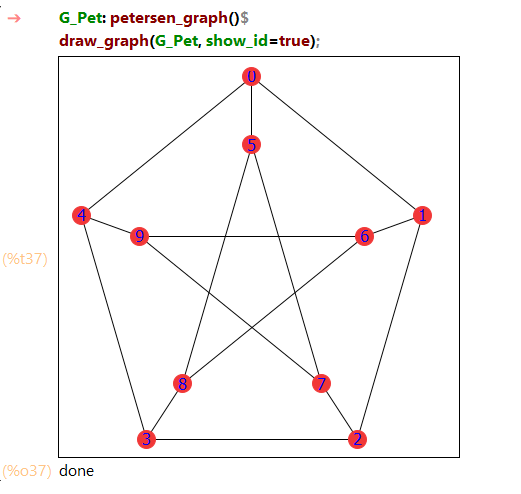 G_Pet: petersen_graph()$
draw_graph(G_Pet, show_id=true);
0
5
4
1
9
6
(%t37)
8
7
3
2
(%o37) done